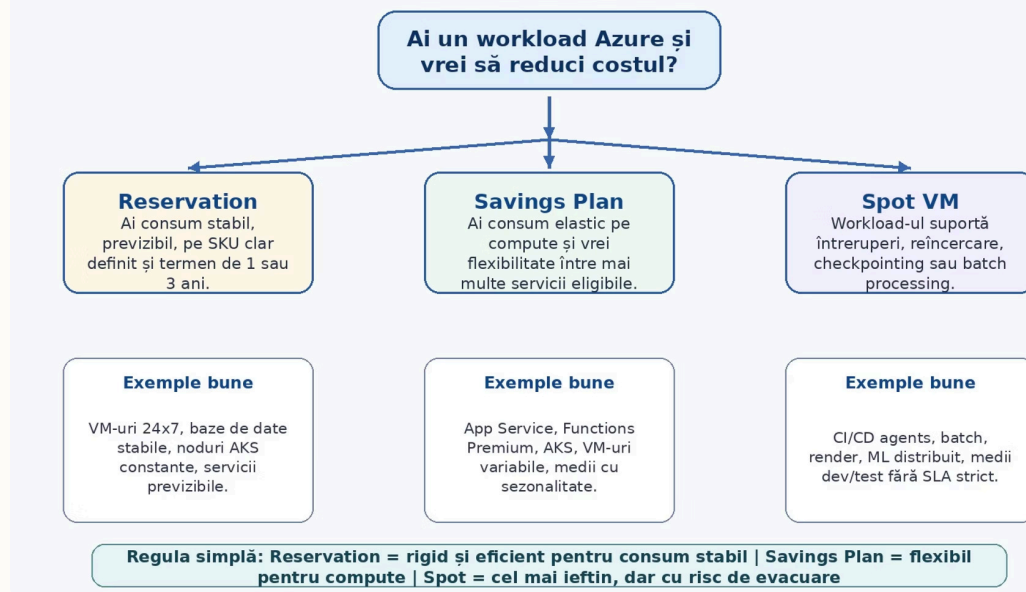 Ai un workload Azure și
vrei să reduci costul?
Reservation
Ai consum stabil,
previzibil, pe SKU clar
definit și termen de 1 sau
3 ani.
Savings Plan
Ai consum elastic pe
compute și vrei
flexibilitate între mai
multe servicii eligibile.
Spot VM
Workload-ul suportă
întreruperi, reîncercare,
checkpointing sau batch
processing.
Exemple bune
VM-uri 24x7, baze de date
stabile, noduri AKS
constante, servicii
previzibile.
Exemple bune
App Service, Functions
Premium, AKS, VM-uri
variabile, medii cu
sezonalitate.
Exemple bune
CI/CD agents, batch,
render, ML distribuit, medii
dev/test fără SLA strict.
Regula simplă: Reservation = rigid și eficient pentru consum stabil | Savings Plan = flexibil
pentru compute | Spot = cel mai ieftin, dar cu risc de evacuare